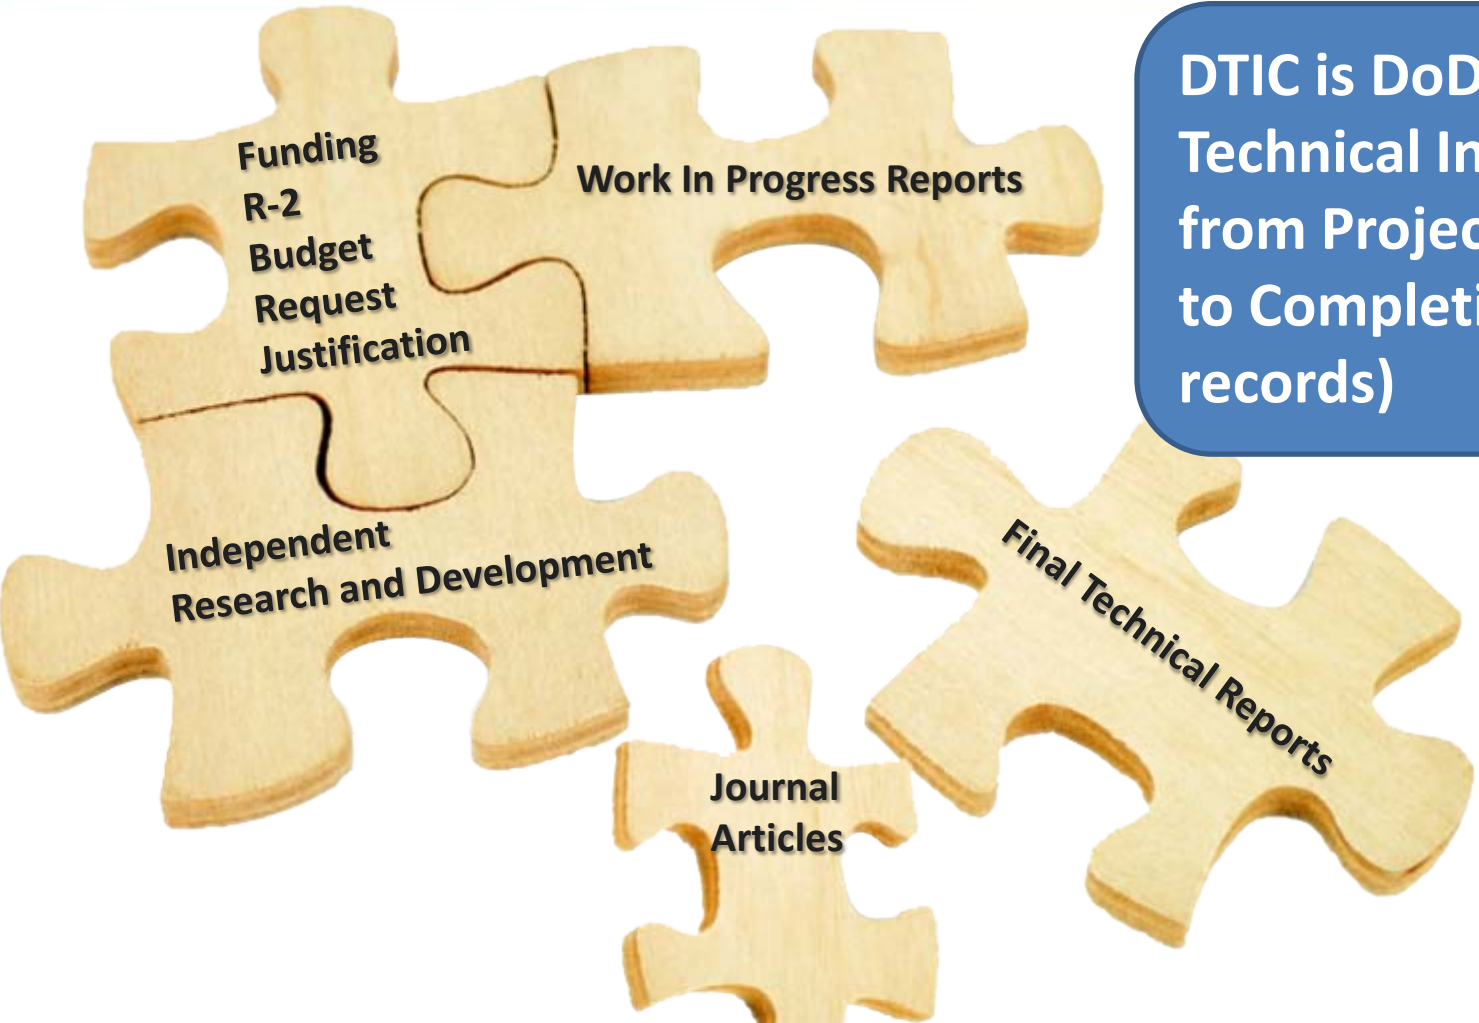 Funding
R-2
Budget
Request
Justification
Work In Progress Reports
DTIC is DoD
Technical In
from Projec
to Completi
records)
Independent
Research and Development
Final Technical Reports
Journal
Articles